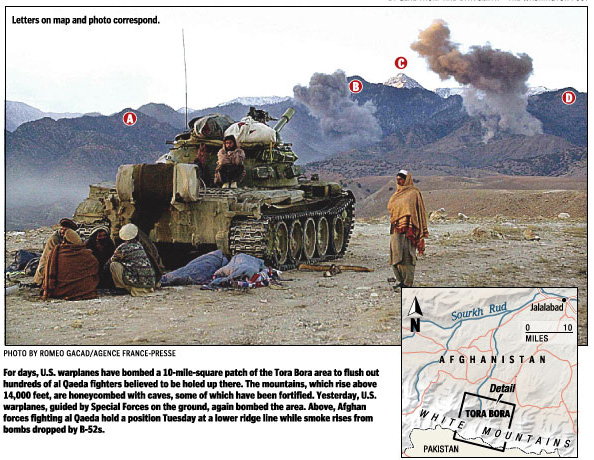 Letters on map and photo correspond.
A
B
C
D
PHOTO BY ROMEO GACAD/AGENCE FRANCE-PRESSE
For days, U.S. warplanes have bombed a 10-mile-square patch of the Tora Bora area to flush out
hundreds of al Qaeda fighters believed to be holed up there. The mountains, which rise above
14,000 feet, are honeycombed with caves, some of which have been fortified. Yesterday, U.S.
warplanes, guided by Special Forces on the ground, again bombed the area. Above, Afghan
forces fighting al Qaeda hold a position Tuesday at a lower ridge line while smoke rises from
bombs dropped by B-52s.
N
Sourkh Rud
Jalalabad
0 10
MILES
AFGHANISTAN
Detail
TORA BORA
WHITE MOUNTAINS
PAKISTAN